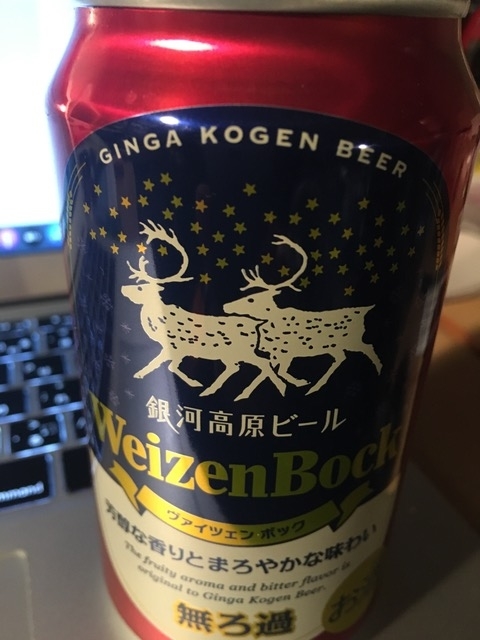 GINGA KOGEN BEER
銀河高原ビール
WeizenBock
ヴァイツェン ボック
芳醇な香りとまろやかな味わい
The fruity aroma and bitter flavor is
original to Ginga Kogen Beer.
無ろ過
command